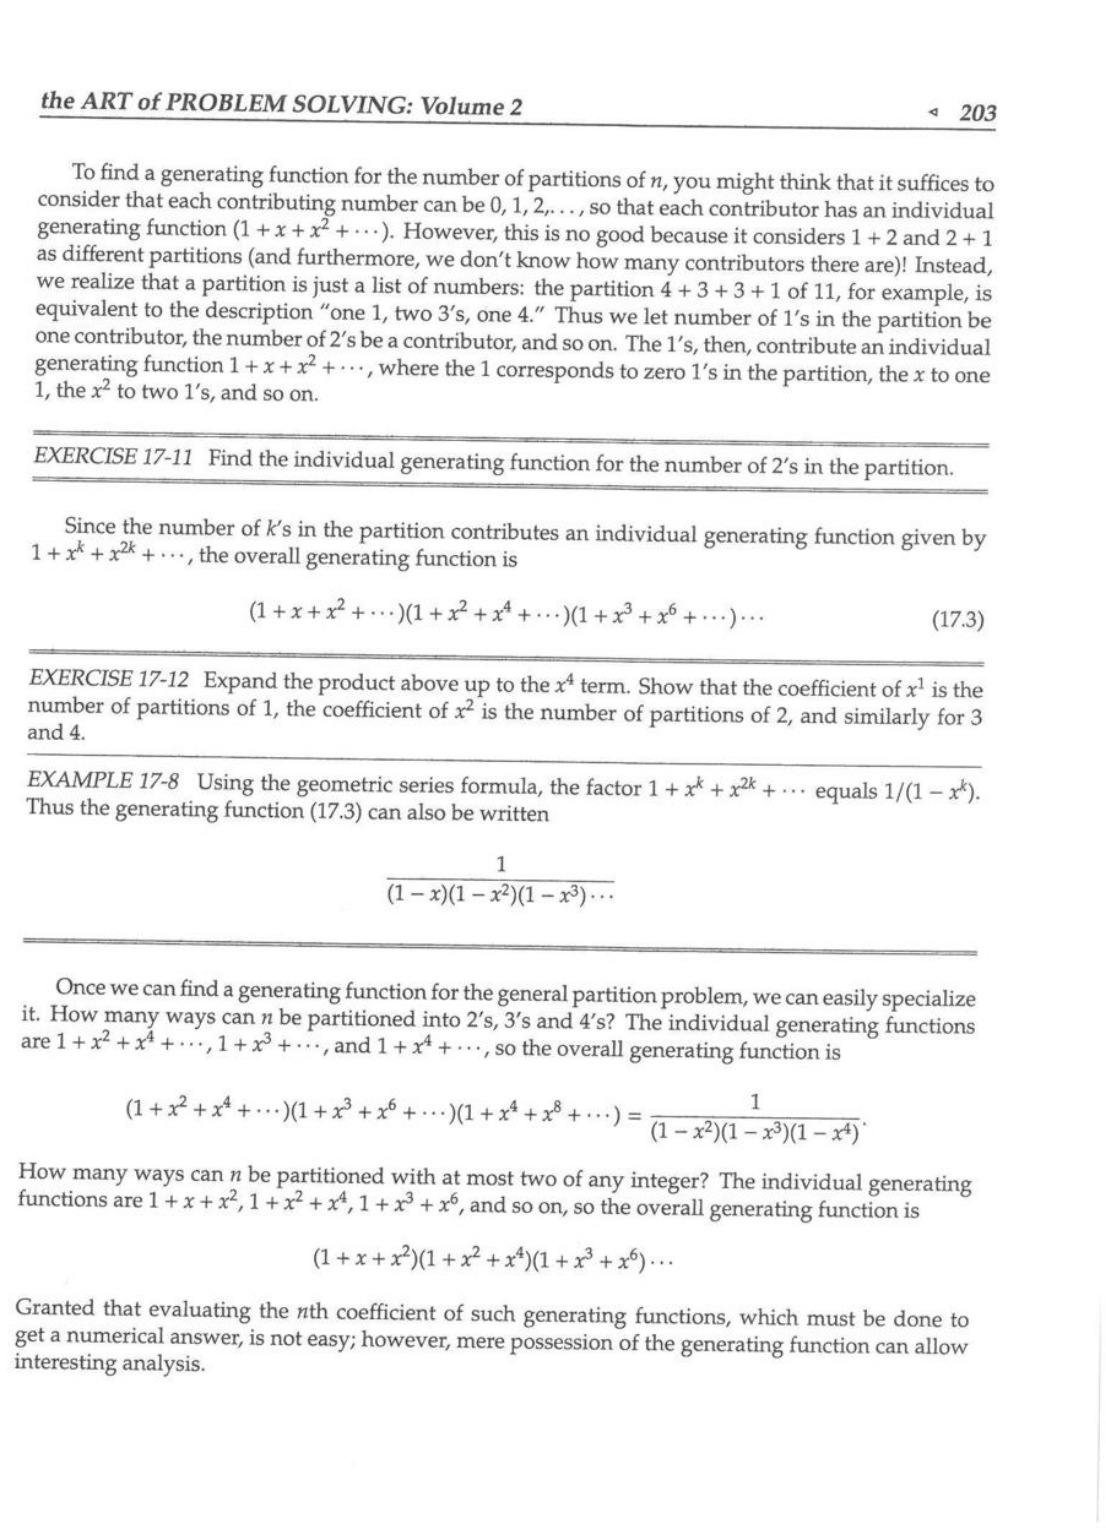 the ART of PROBLEM SOLVING: Volume 2 ◃ 203
To find a generating function for the number of partitions of n, you might think that it suffices to
consider that each contributing number can be 0, 1, 2,..., so that each contributor has an individual
generating function (1 + x + x² + ···). However, this is no good because it considers 1 + 2 and 2 + 1
as different partitions (and furthermore, we don't know how many contributors there are)! Instead,
we realize that a partition is just a list of numbers: the partition 4 + 3 + 3 + 1 of 11, for example, is
equivalent to the description "one 1, two 3's, one 4." Thus we let number of 1's in the partition be
one contributor, the number of 2's be a contributor, and so on. The 1's, then, contribute an individual
generating function 1 + x + x² + ···, where the 1 corresponds to zero 1's in the partition, the x to one
1, the x² to two 1's, and so on.
EXERCISE 17-11 Find the individual generating function for the number of 2's in the partition.
Since the number of k's in the partition contributes an individual generating function given by
1 + xᵏ + x²ᵏ + ···, the overall generating function is
(1 + x + x² + ···)(1 + x² + x⁴ + ···)(1 + x³ + x⁶ + ···)··· (17.3)
EXERCISE 17-12 Expand the product above up to the x⁴ term. Show that the coefficient of x¹ is the
number of partitions of 1, the coefficient of x² is the number of partitions of 2, and similarly for 3
and 4.
EXAMPLE 17-8 Using the geometric series formula, the factor 1 + xᵏ + x²ᵏ + ··· equals 1/(1 − xᵏ).
Thus the generating function (17.3) can also be written
1
(1 − x)(1 − x²)(1 − x³)···
Once we can find a generating function for the general partition problem, we can easily specialize
it. How many ways can n be partitioned into 2's, 3's and 4's? The individual generating functions
are 1 + x² + x⁴ + ···, 1 + x³ + ···, and 1 + x⁴ + ···, so the overall generating function is
(1 + x² + x⁴ + ···)(1 + x³ + x⁶ + ···)(1 + x⁴ + x⁸ + ···) = 1
(1 − x²)(1 − x³)(1 − x⁴).
How many ways can n be partitioned with at most two of any integer? The individual generating
functions are 1 + x + x², 1 + x² + x⁴, 1 + x³ + x⁶, and so on, so the overall generating function is
(1 + x + x²)(1 + x² + x⁴)(1 + x³ + x⁶)···
Granted that evaluating the nth coefficient of such generating functions, which must be done to
get a numerical answer, is not easy; however, mere possession of the generating function can allow
interesting analysis.